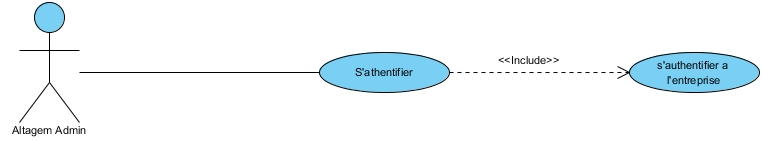 <<Include>>
S'athentifier
s'authentifier a
l'entreprise
Altagem Admin